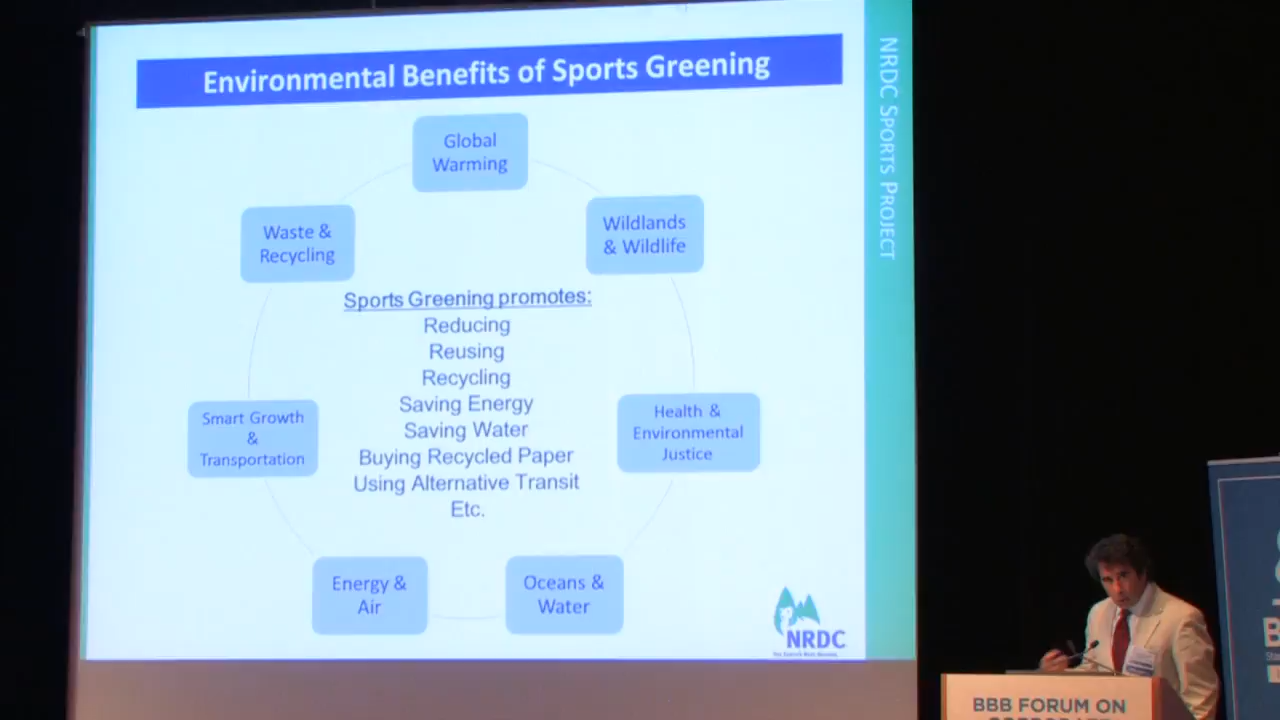 Environmental Benefits of Sports Greening
NRDC SPORTS PROJECT
Global
Warming
Wildlands
& Wildlife
Waste &
Recycling
Sports Greening promotes:
Reducing
Reusing
Recycling
Saving Energy
Saving Water
Buying Recycled Paper
Using Alternative Transit
Etc.
Smart Growth
&
Transportation
Health &
Environmental
Justice
Energy &
Air
Oceans &
Water
NRDC
BBB FORUM ON